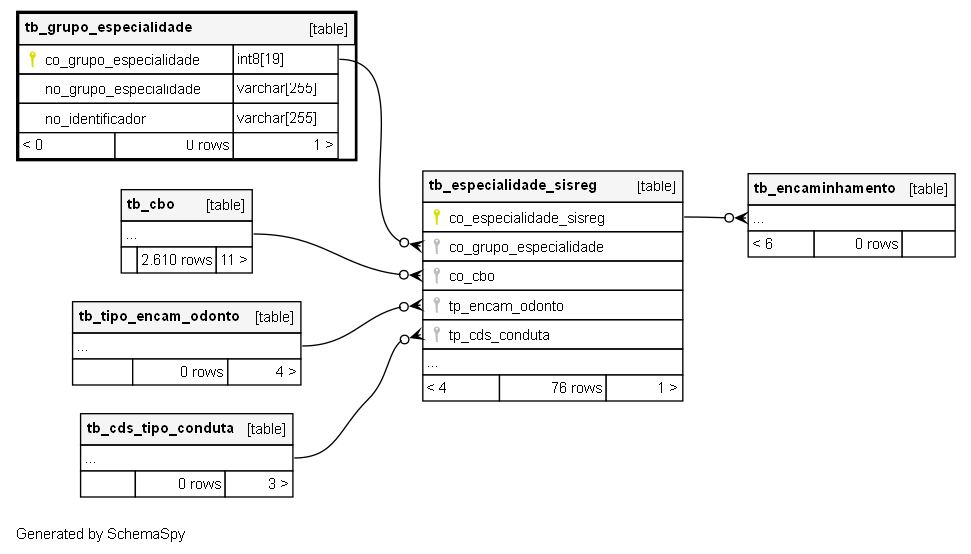 tb_grupo_especialidade [table]
co_grupo_especialidade int8[19]
no_grupo_especialidade varchar[255]
no_identificador varchar[255]
< 0 0 rows 1 >
tb_cbo [table]
...
2.610 rows 11 >
tb_tipo_encam_odonto [table]
...
0 rows 4 >
tb_cds_tipo_conduta [table]
...
0 rows 3 >
tb_especialidade_sisreg [table]
co_especialidade_sisreg
co_grupo_especialidade
co_cbo
tp_encam_odonto
tp_cds_conduta
...
< 4 76 rows 1 >
tb_encaminhamento [table]
...
< 6 0 rows
Generated by SchemaSpy